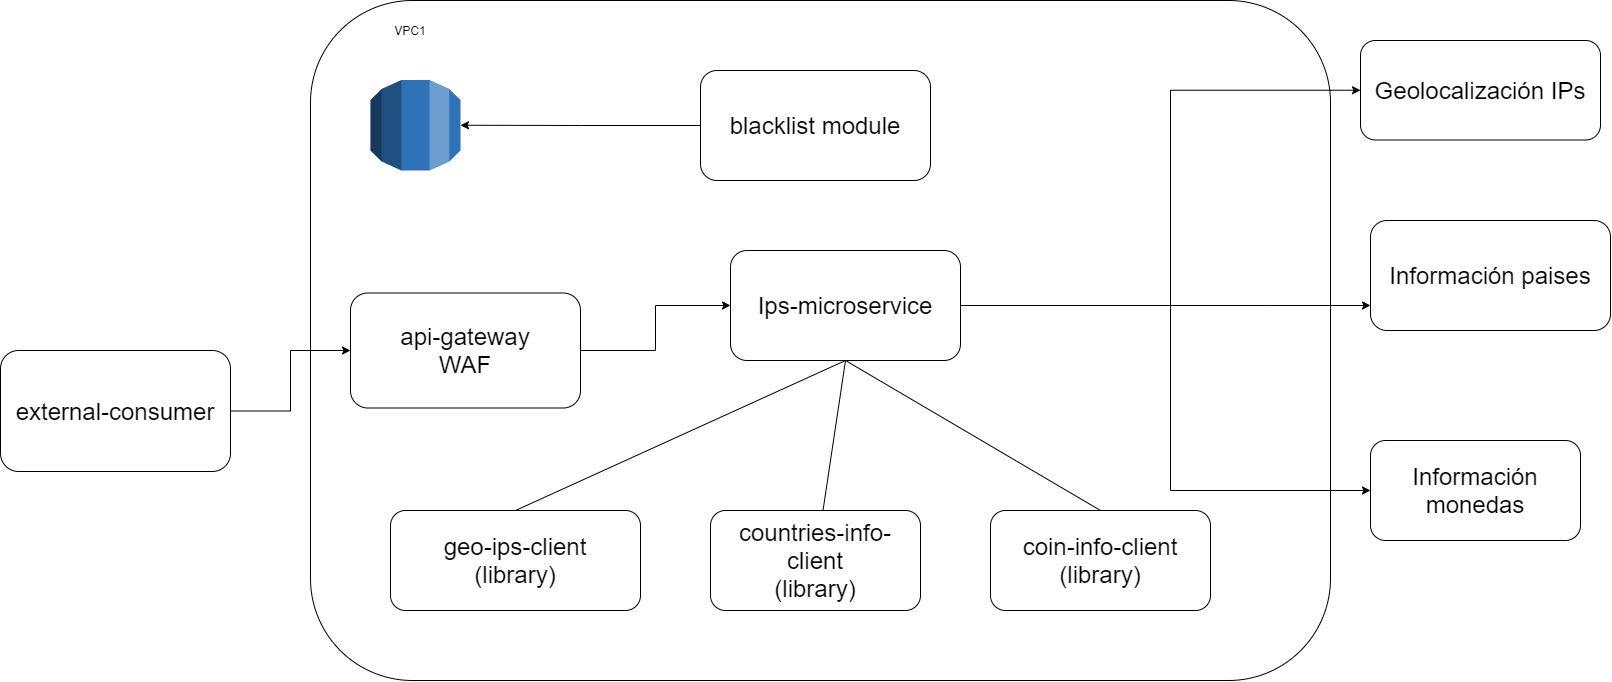 VPC1
blacklist module
Geolocalización IPs
Información paises
Ips-microservice
api-gateway
WAF
external-consumer
Información
monedas
geo-ips-client
(library)
countries-info-
client
(library)
coin-info-client
(library)